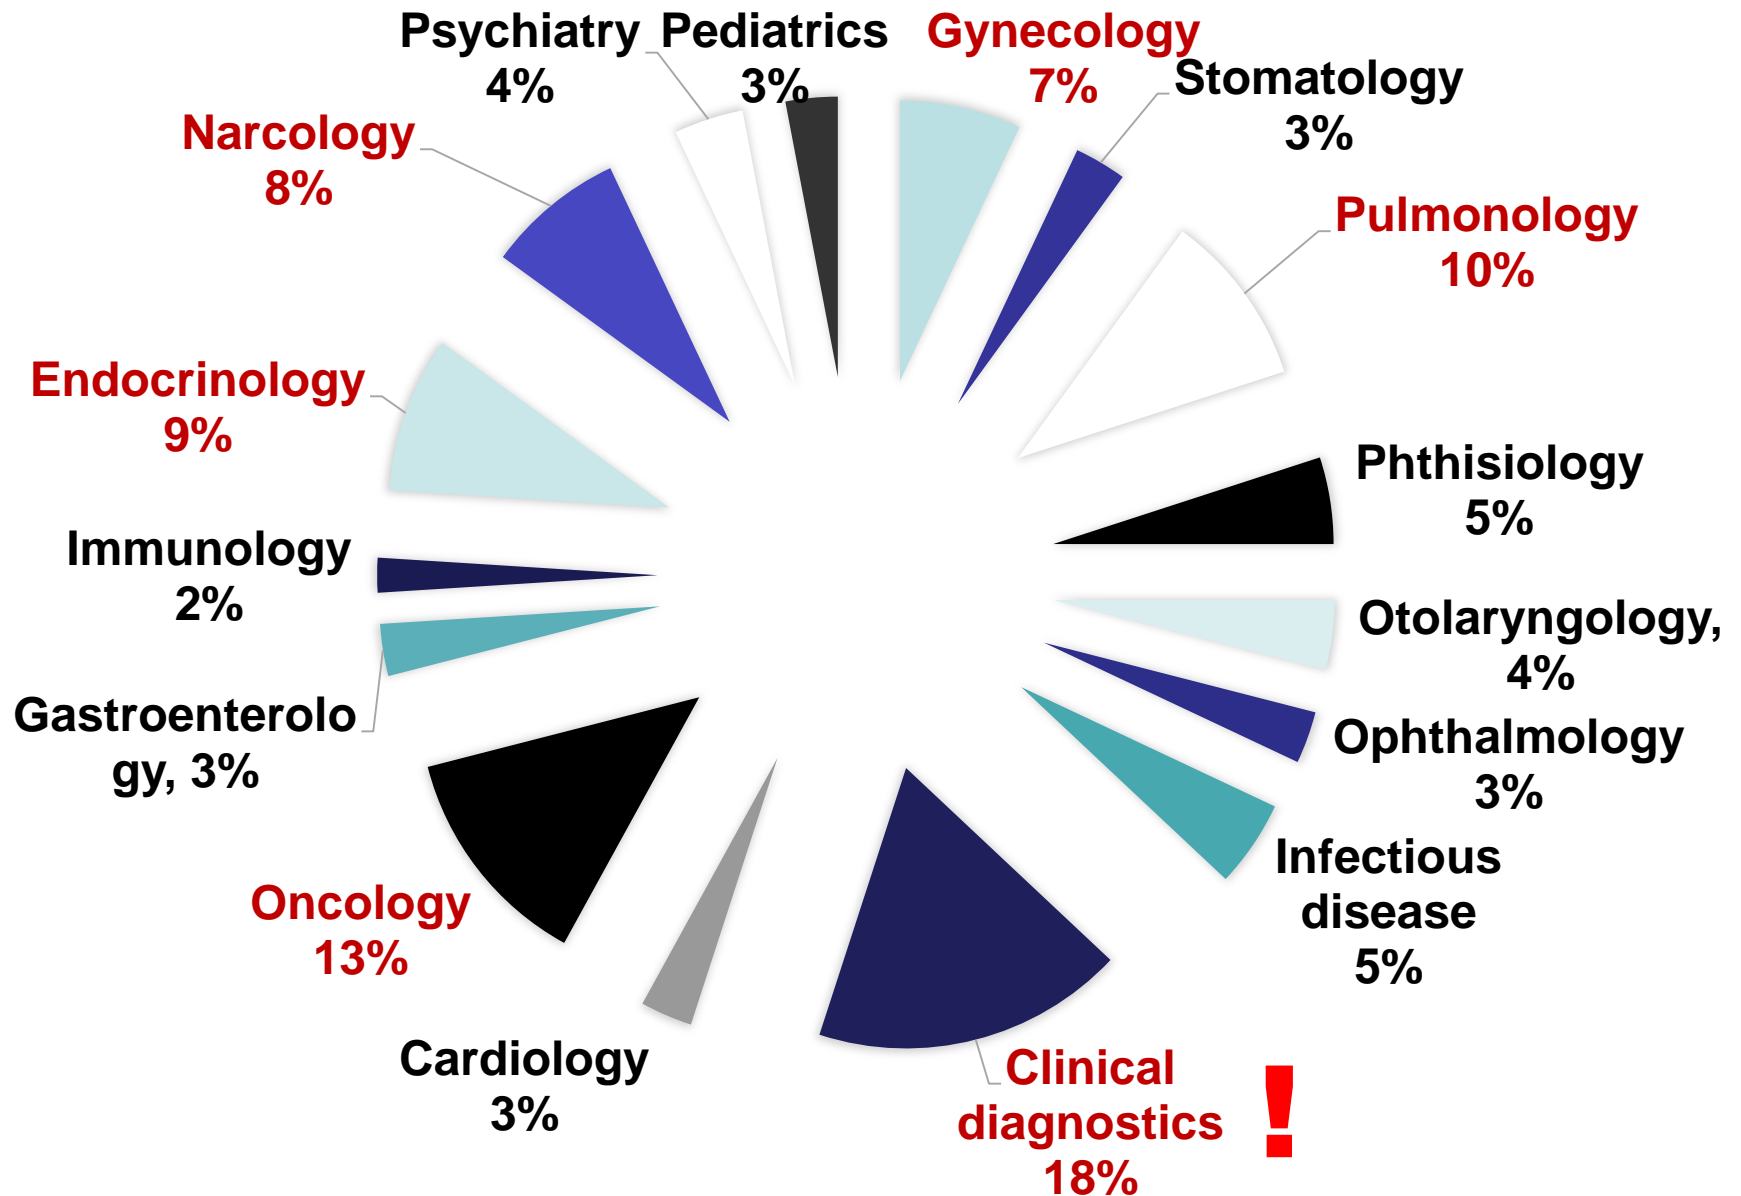 Psychiatry
4%
Pediatrics
3%
Gynecology
7%
Stomatology
3%
Narcology
8%
Pulmonology
10%
Endocrinology
9%
Phthisiology
5%
Immunology
2%
Otolaryngology,
4%
Gastroenterolo
gy, 3%
Ophthalmology
3%
Infectious
disease
5%
Oncology
13%
Cardiology
3%
Clinical
diagnostics
18%
!